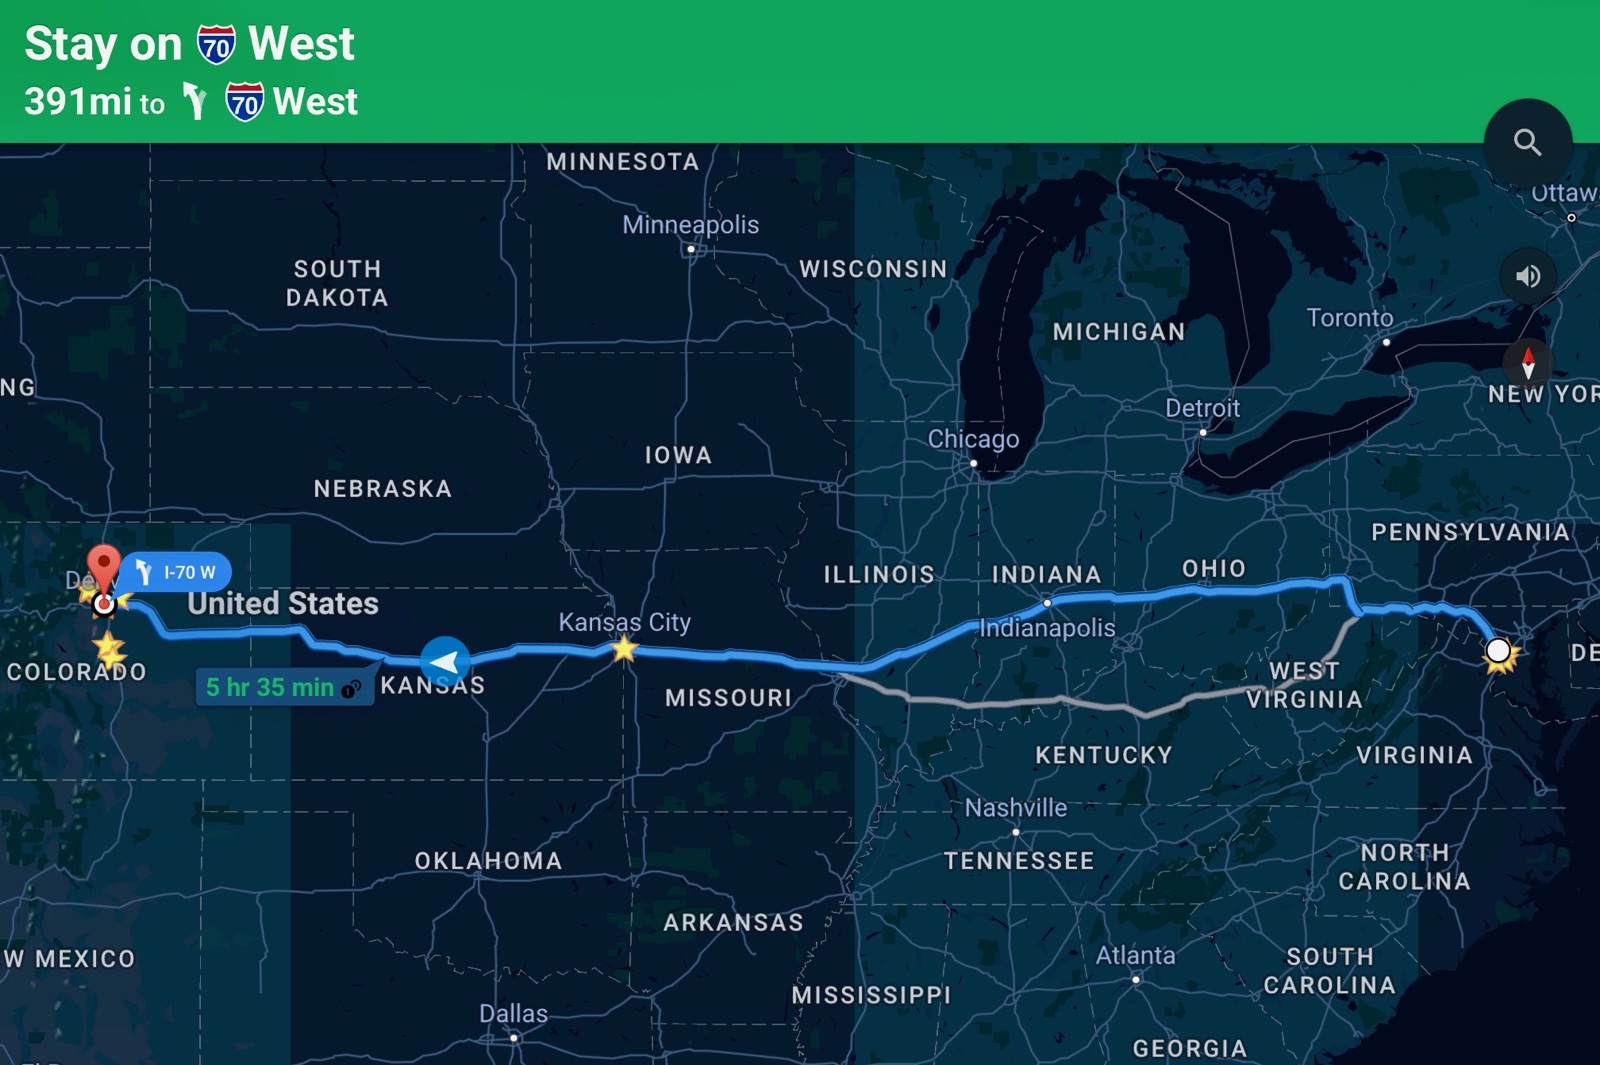 Stay on 70 West
391mi to 70 West
MINNESOTA
Ottaw
Minneapolis
SOUTH
DAKOTA
WISCONSIN
MICHIGAN
Toronto
NG
NEW YOR
Detroit
Chicago
IOWA
NEBRASKA
PENNSYLVANIA
I-70 W
ILLINOIS
INDIANA
OHIO
United States
Kansas City
Indianapolis
DE
COLORADO
5 hr 35 min
KANSAS
MISSOURI
WEST
VIRGINIA
KENTUCKY
VIRGINIA
Nashville
OKLAHOMA
TENNESSEE
NORTH
CAROLINA
ARKANSAS
W MEXICO
Atlanta
SOUTH
CAROLINA
MISSISSIPPI
Dallas
GEORGIA